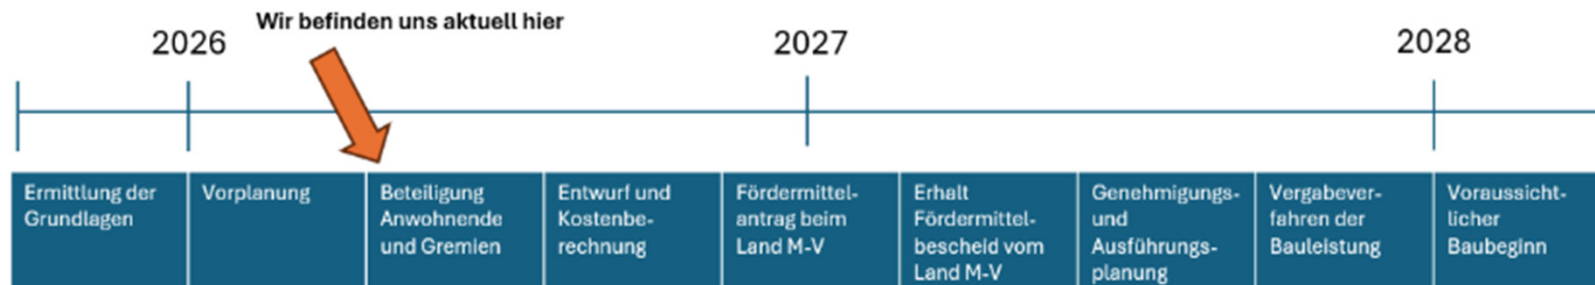 Wir befinden uns aktuell hier
2026
2027
2028
Ermittlung der
Grundlagen
Vorplanung
Beteiligung
Anwohnende
und Gremien
Entwurf und
Kostenbe-
rechnung
Fördermittel-
antrag beim
Land M-V
Erhalt
Fördermittel-
bescheid vom
Land M-V
Genehmigungs-
und
Ausführungs-
planung
Vergabever-
fahren der
Bauleistung
Voraussicht-
licher
Baubeginn